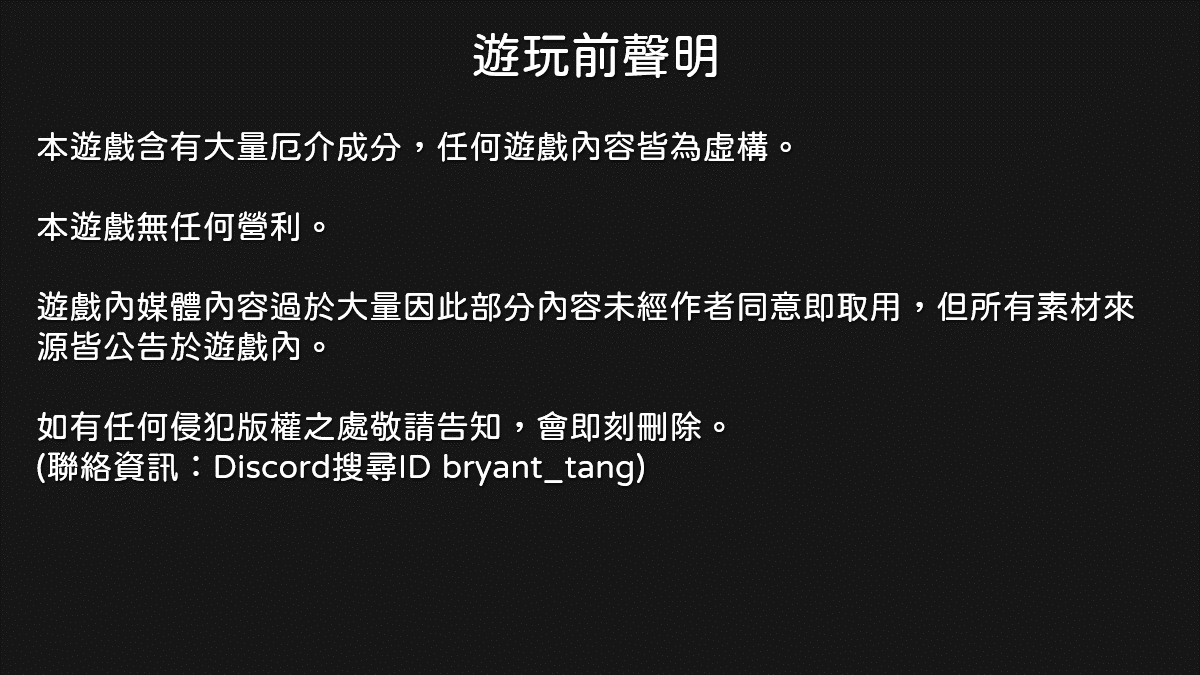 遊玩前聲明
本遊戲含有大量厄介成分，任何遊戲內容皆為虛構。
本遊戲無任何營利。
遊戲內媒體內容過於大量因此部分內容未經作者同意即取用，但所有素材來
源皆公告於遊戲內。
如有任何侵犯版權之處敬請告知，會即刻刪除。
(聯絡資訊：Discord搜尋ID bryant_tang)